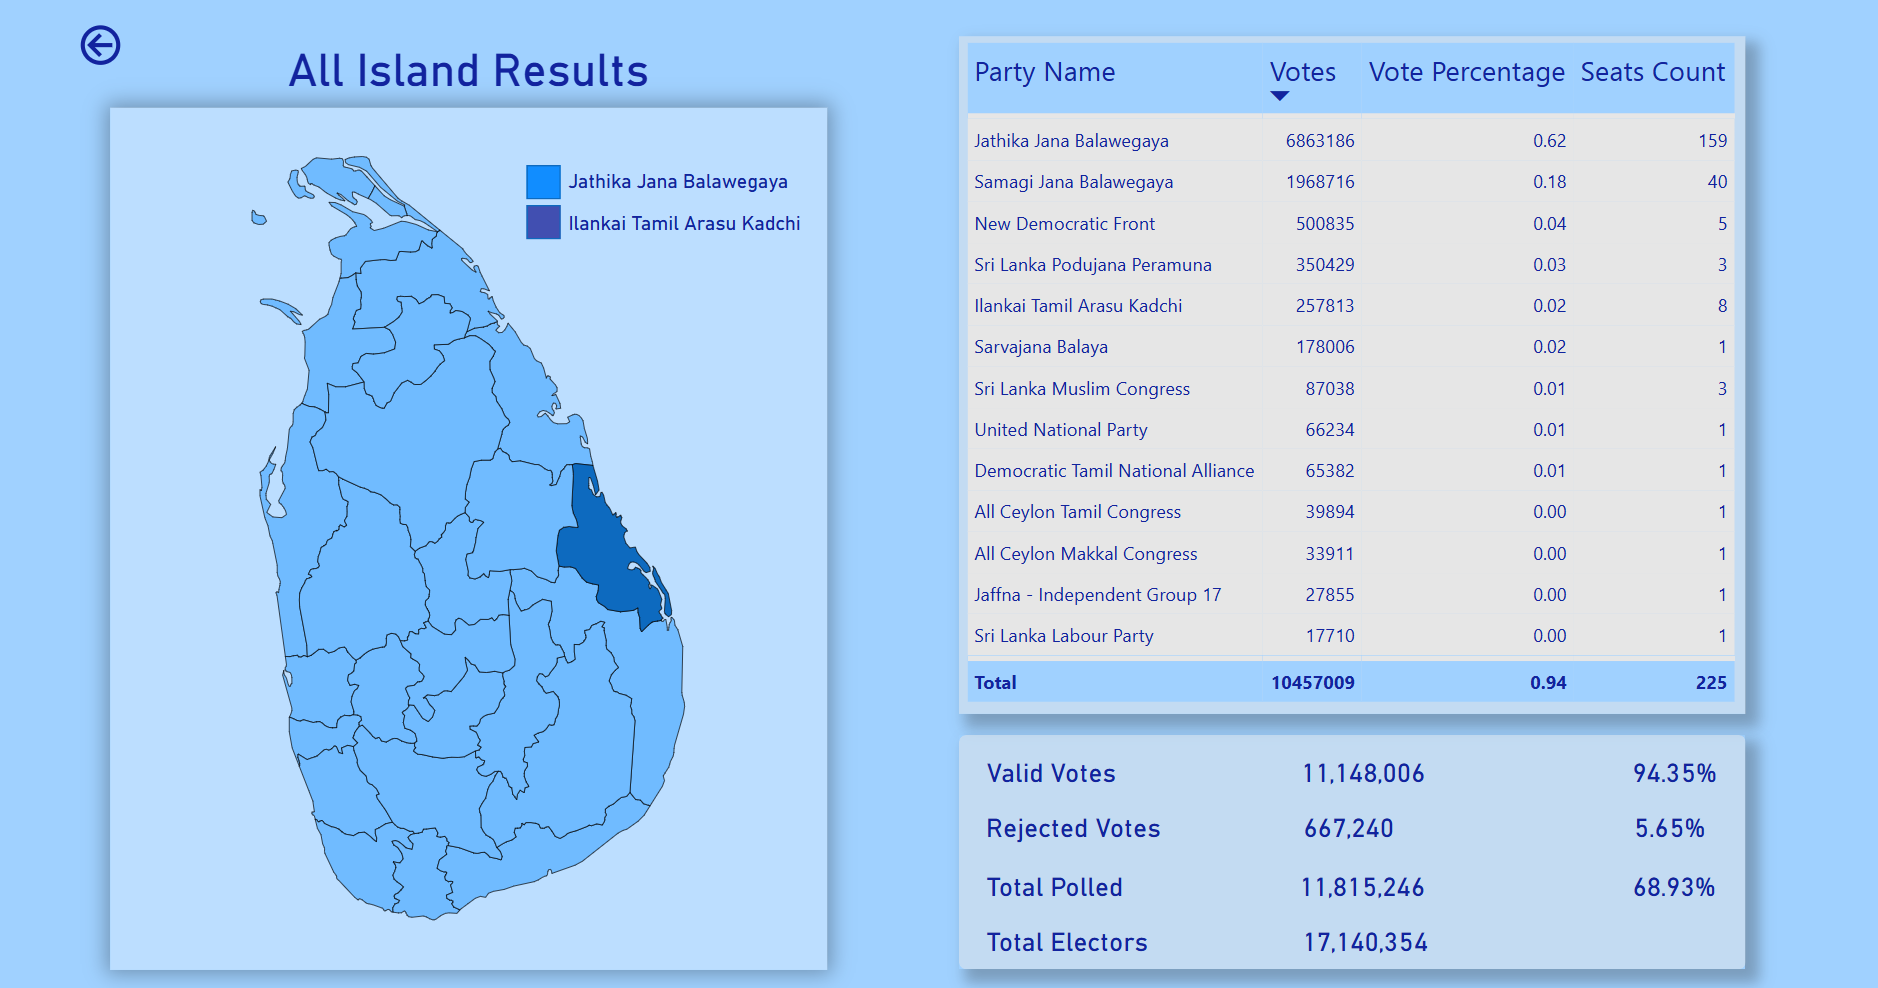 All Island Results
Jathika Jana Balawegaya
Ilankai Tamil Arasu Kadchi
Party Name Votes Vote Percentage Seats Count
Jathika Jana Balawegaya 6863186 0.62 159
Samagi Jana Balawegaya 1968716 0.18 40
New Democratic Front 500835 0.04 5
Sri Lanka Podujana Peramuna 350429 0.03 3
Ilankai Tamil Arasu Kadchi 257813 0.02 8
Sarvajana Balaya 178006 0.02 1
Sri Lanka Muslim Congress 87038 0.01 3
United National Party 66234 0.01 1
Democratic Tamil National Alliance 65382 0.01 1
All Ceylon Tamil Congress 39894 0.00 1
All Ceylon Makkal Congress 33911 0.00 1
Jaffna - Independent Group 17 27855 0.00 1
Sri Lanka Labour Party 17710 0.00 1
Total 10457009 0.94 225
Valid Votes 11,148,006 94.35%
Rejected Votes 667,240 5.65%
Total Polled 11,815,246 68.93%
Total Electors 17,140,354